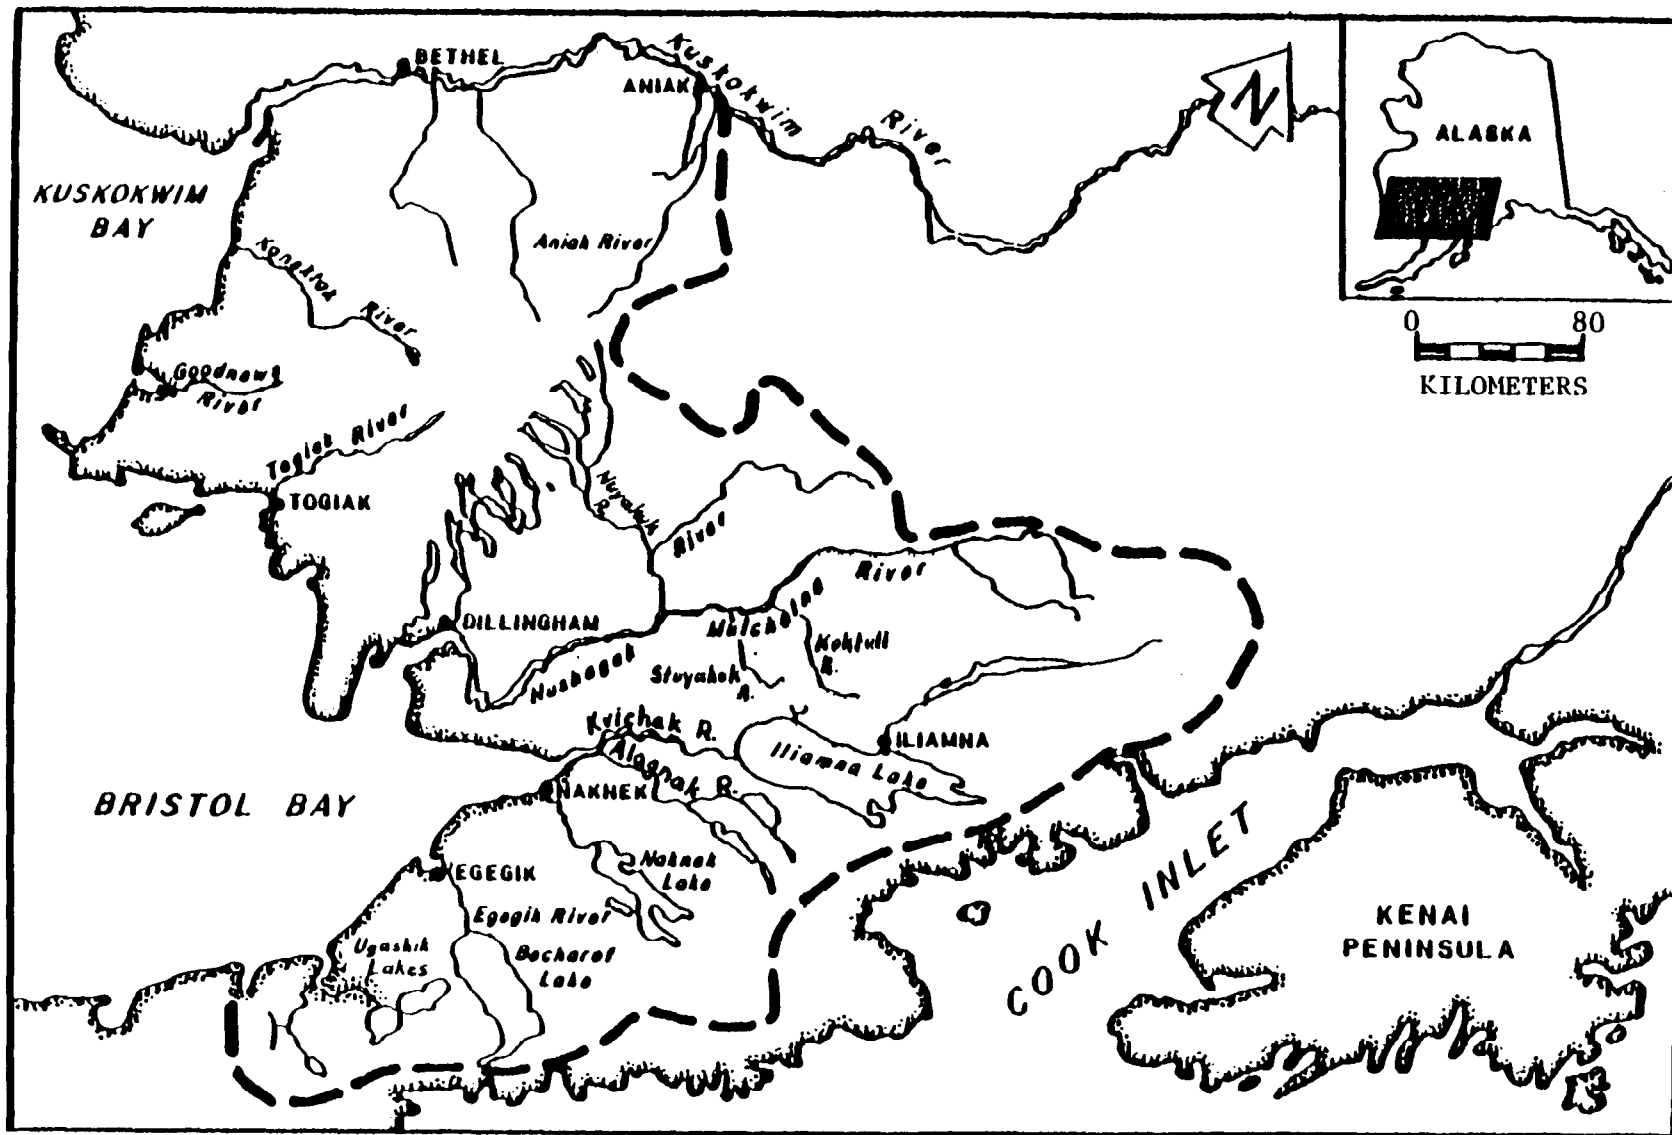 BETHEL
Kuskokwim
River
ANIAK
N
ALASKA
KUSKOKWIM
BAY
Aniak River
Kanektok
River
0 80
KILOMETERS
Goodnews
River
Togiak River
TOGIAK
Nuyakuk
R.
River
River
DILLINGHAM
Mulchatna
Koktuli
R.
Stuyahok
R.
Nushagak
Kvichak R.
Alagnak R.
ILIAMNA
Iliamna Lake
BRISTOL BAY
NAKNEK
Naknek
Lake
EGEGIK
Egegik River
Becharof
Lake
Ugashik
Lakes
COOK INLET
KENAI
PENINSULA